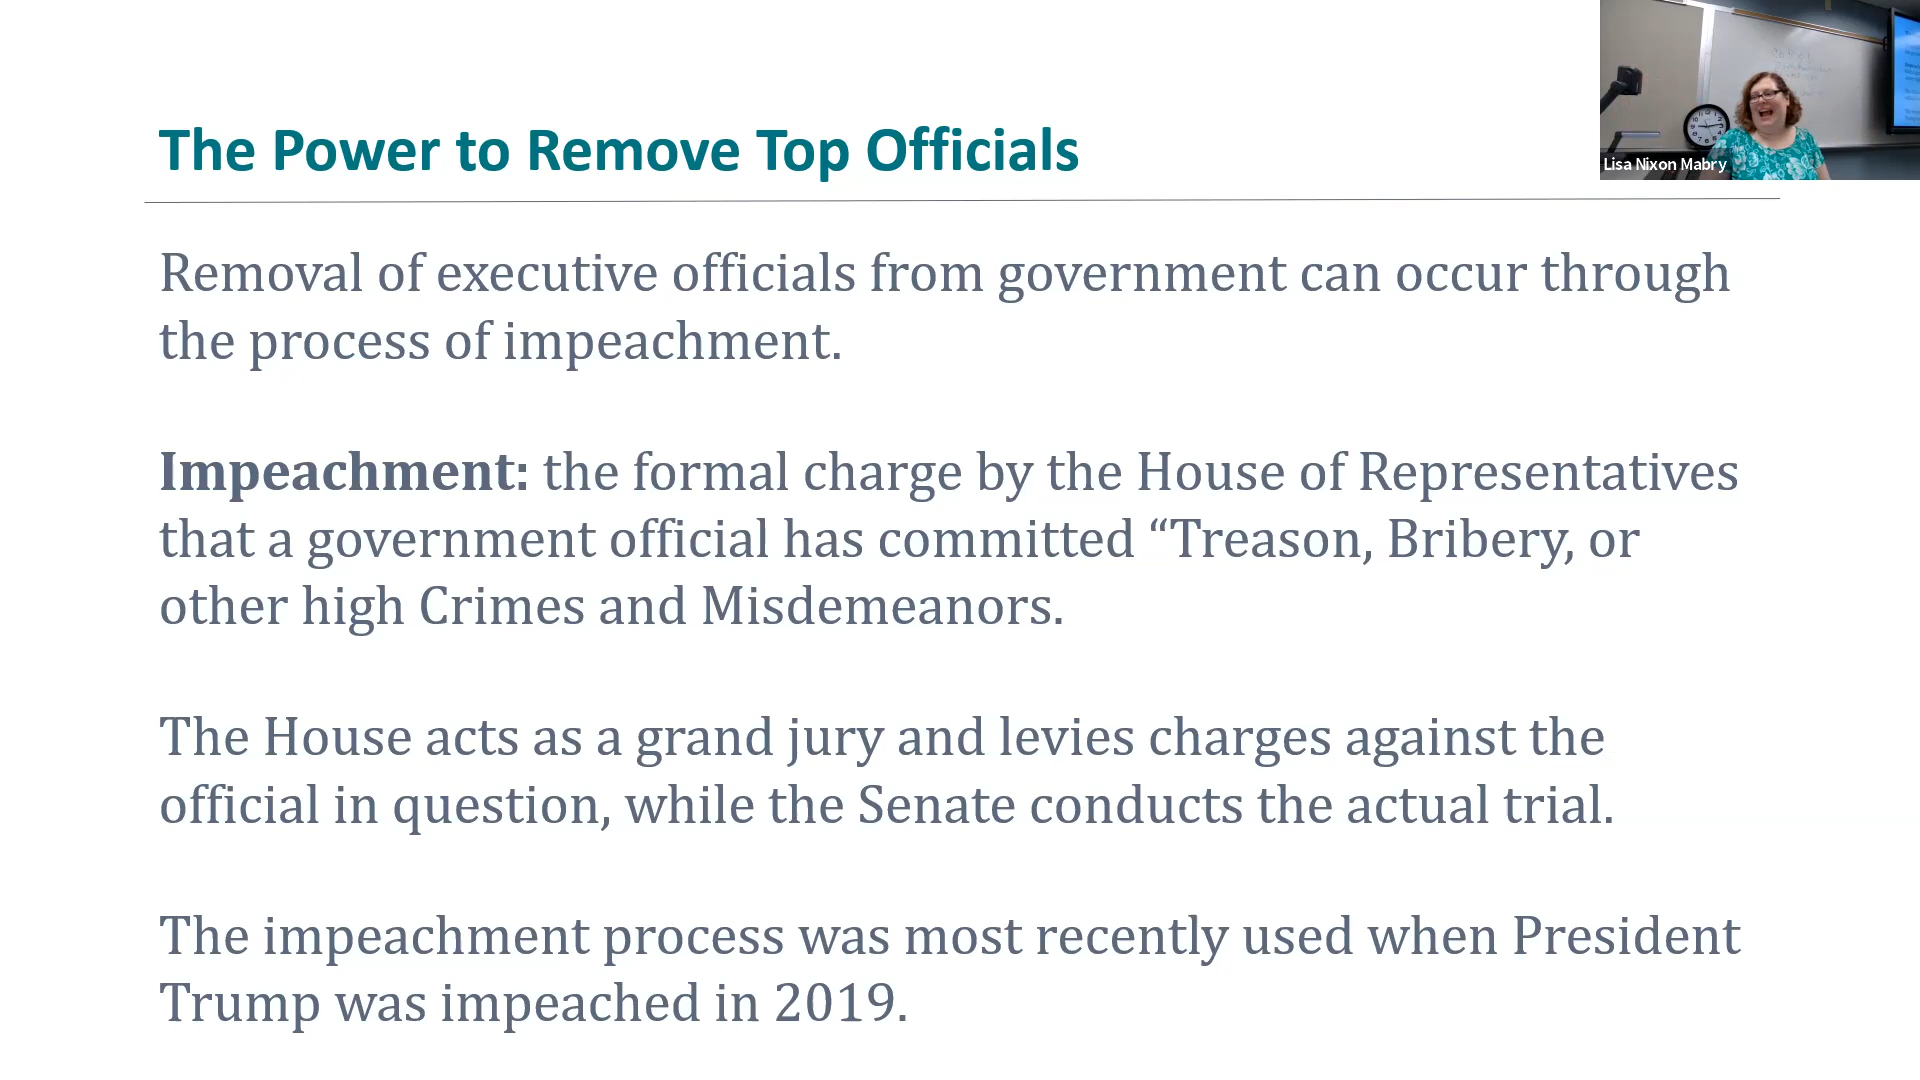 The Power to Remove Top Officials
Lisa Nixon Mabry
Removal of executive officials from government can occur through
the process of impeachment.
Impeachment: the formal charge by the House of Representatives
that a government official has committed “Treason, Bribery, or
other high Crimes and Misdemeanors.
The House acts as a grand jury and levies charges against the
official in question, while the Senate conducts the actual trial.
The impeachment process was most recently used when President
Trump was impeached in 2019.